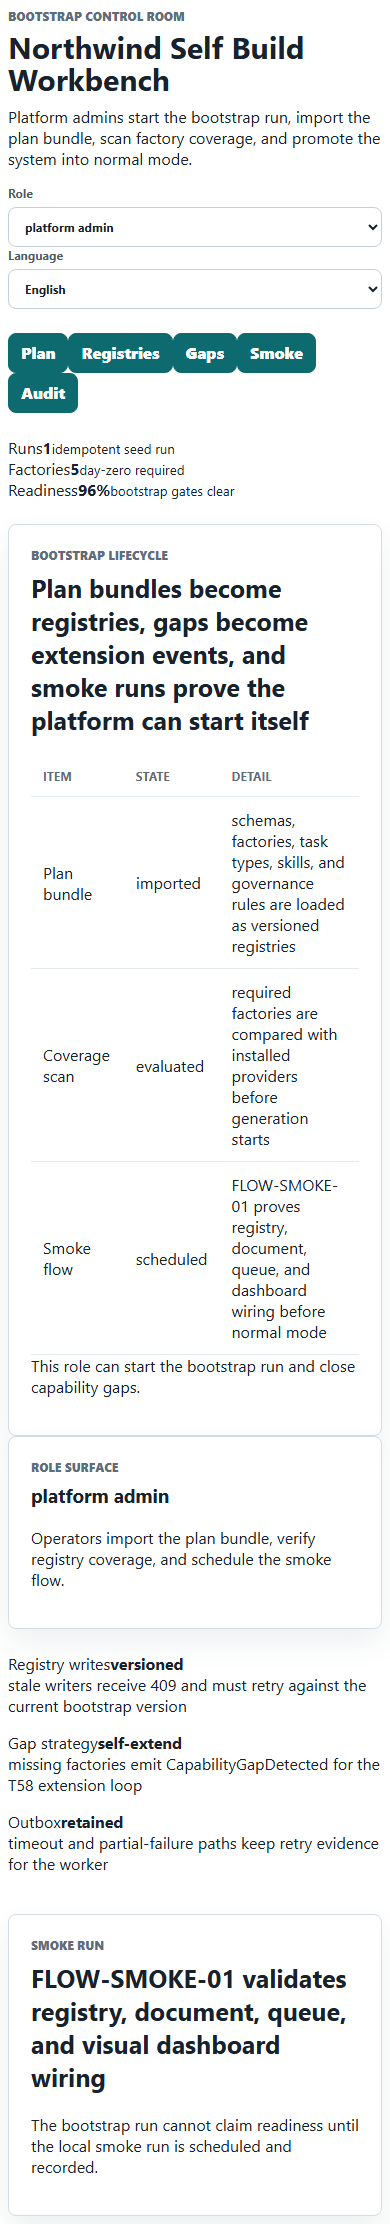 BOOTSTRAP CONTROL ROOM
Northwind Self Build
Workbench
Platform admins start the bootstrap run, import the
plan bundle, scan factory coverage, and promote the
system into normal mode.
Role
platform admin
Language
English
Plan Registries Gaps Smoke
Audit
Runs1idempotent seed run
Factories5day-zero required
Readiness96%bootstrap gates clear
BOOTSTRAP LIFECYCLE
Plan bundles become
registries, gaps become
extension events, and
smoke runs prove the
platform can start itself
ITEM STATE DETAIL
Plan
bundle
imported
schemas,
factories, task
types, skills, and
governance
rules are loaded
as versioned
registries
Coverage
scan
evaluated
required
factories are
compared with
installed
providers
before
generation
starts
Smoke
flow
scheduled
FLOW-SMOKE-
01 proves
registry,
document,
queue, and
dashboard
wiring before
normal mode
This role can start the bootstrap run and close
capability gaps.
ROLE SURFACE
platform admin
Operators import the plan bundle, verify
registry coverage, and schedule the smoke
flow.
Registry writesversioned
stale writers receive 409 and must retry against the
current bootstrap version
Gap strategyself-extend
missing factories emit CapabilityGapDetected for the
T58 extension loop
Outboxretained
timeout and partial-failure paths keep retry evidence
for the worker
SMOKE RUN
FLOW-SMOKE-01 validates
registry, document, queue,
and visual dashboard
wiring
The bootstrap run cannot claim readiness until
the local smoke run is scheduled and
recorded.